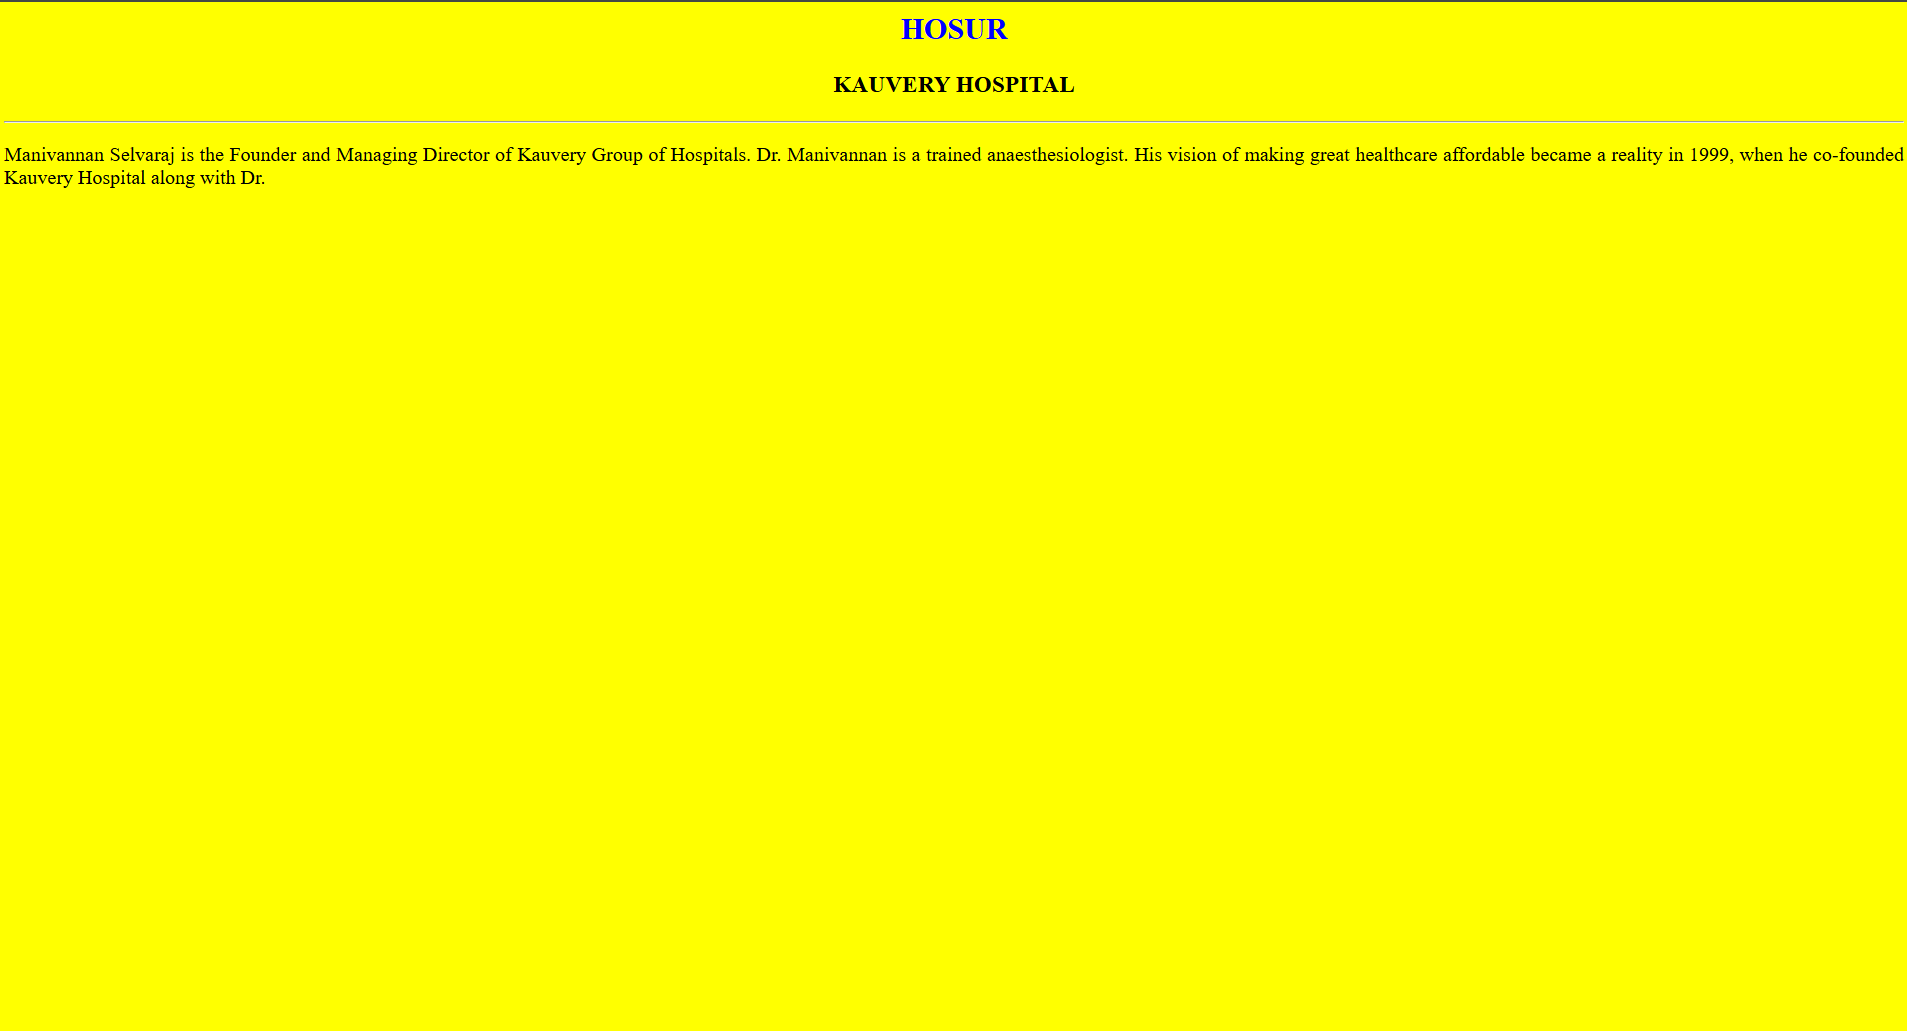 HOSUR
KAUVERY HOSPITAL
Manivannan Selvaraj is the Founder and Managing Director of Kauvery Group of Hospitals. Dr. Manivannan is a trained anaesthesiologist. His vision of making great healthcare affordable became a reality in 1999, when he co-founded
Kauvery Hospital along with Dr.